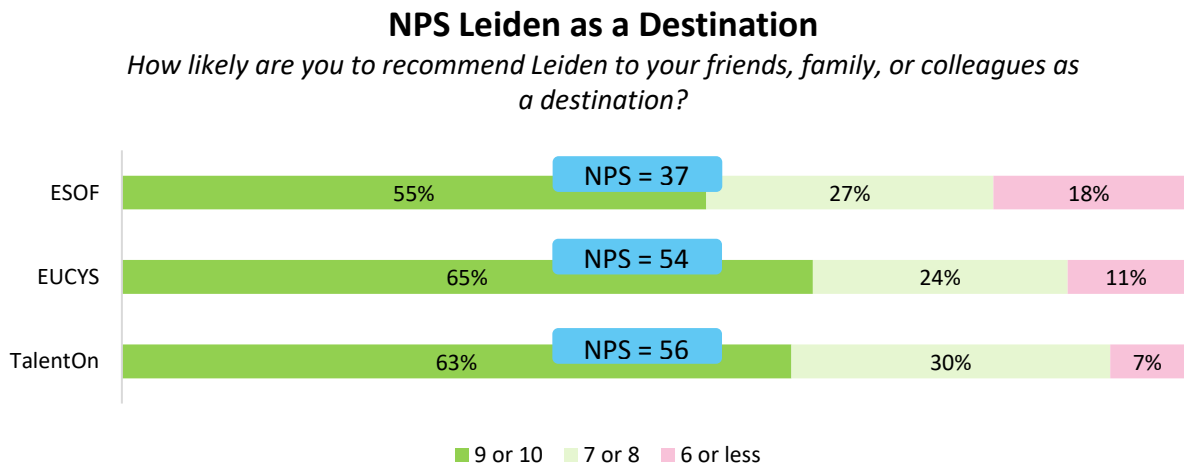 NPS Leiden as a Destination
How likely are you to recommend Leiden to your friends, family, or colleagues as
a destination?
ESOF
55%
NPS = 37
27%
18%
EUCYS
65%
NPS = 54
24%
11%
TalentOn
63%
NPS = 56
30%
7%
9 or 10
7 or 8
6 or less